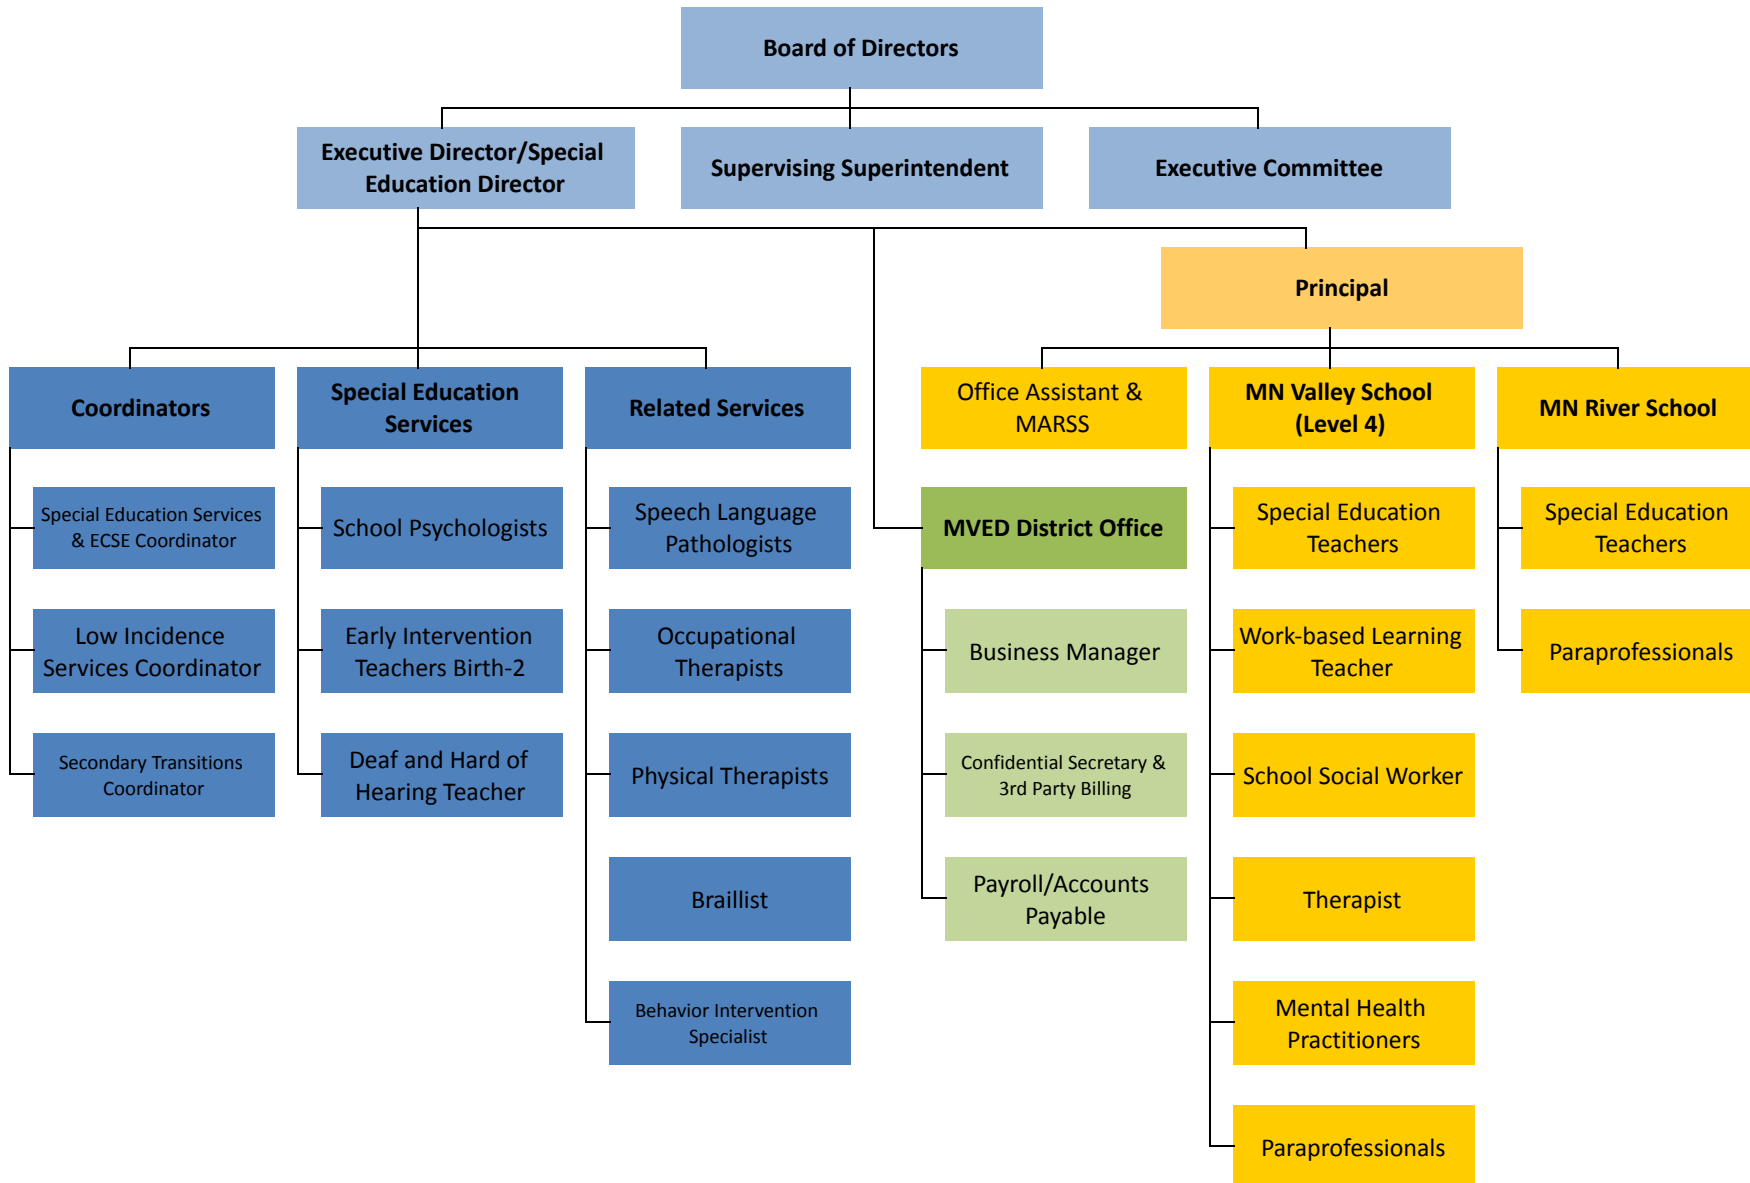 Board of Directors
Executive Director/Special
Education Director
Supervising Superintendent
Executive Committee
Principal
Coordinators
Special Education
Services
Related Services
Office Assistant &
MARSS
MN Valley School
(Level 4)
MN River School
Special Education Services
& ECSE Coordinator
School Psychologists
Speech Language
Pathologists
MVED District Office
Special Education
Teachers
Special Education
Teachers
Low Incidence
Services Coordinator
Early Intervention
Teachers Birth-2
Occupational
Therapists
Business Manager
Work-based Learning
Teacher
Paraprofessionals
Secondary Transitions
Coordinator
Deaf and Hard of
Hearing Teacher
Physical Therapists
Confidential Secretary &
3rd Party Billing
School Social Worker
Braillist
Payroll/Accounts
Payable
Therapist
Behavior Intervention
Specialist
Mental Health
Practitioners
Paraprofessionals